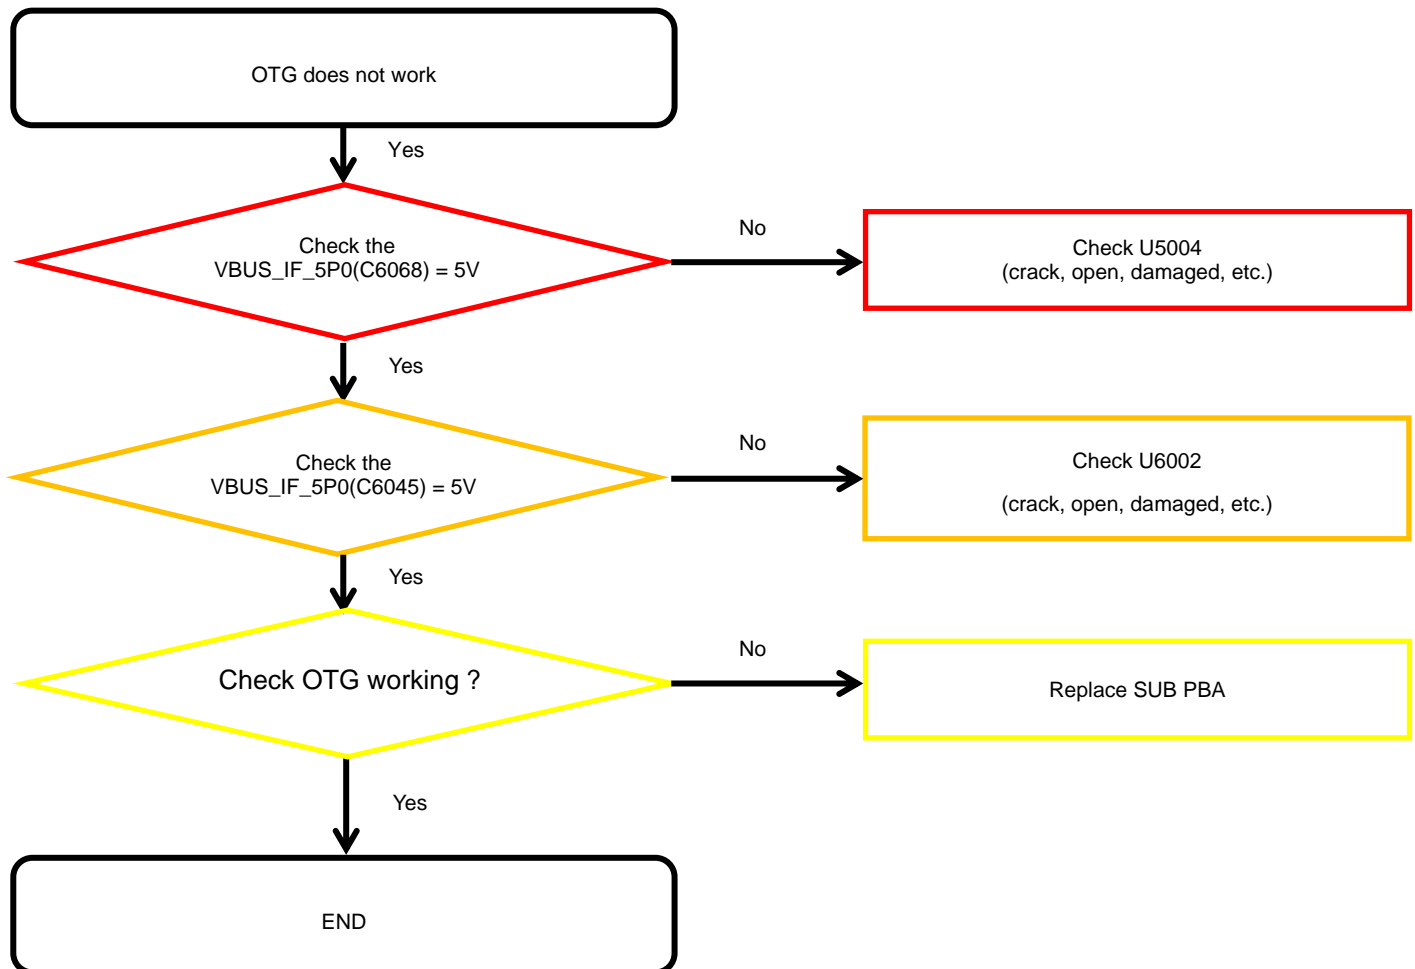 OTG does not work
Yes
Check the
VBUS_IF_5P0(C6068) = 5V
No
Check U5004
(crack, open, damaged, etc.)
Yes
Check the
VBUS_IF_5P0(C6045) = 5V
No
Check U6002
(crack, open, damaged, etc.)
Yes
Check OTG working ?
No
Replace SUB PBA
Yes
END